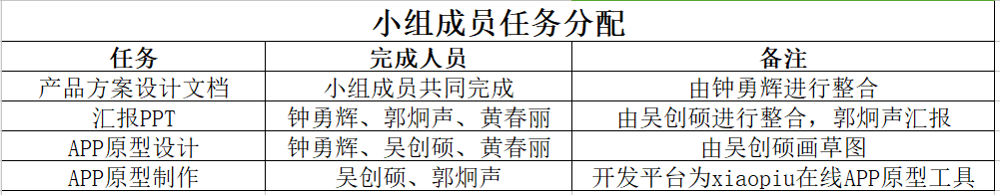 小组成员任务分配
任务 完成人员 备注
产品方案设计文档 小组成员共同完成 由钟勇辉进行整合
汇报PPT 钟勇辉、郭炯声、黄春丽 由吴创硕进行整合，郭炯声汇报
APP原型设计 钟勇辉、吴创硕、黄春丽 由吴创硕画草图
APP原型制作 吴创硕、郭炯声 开发平台为xiaopiu在线APP原型工具